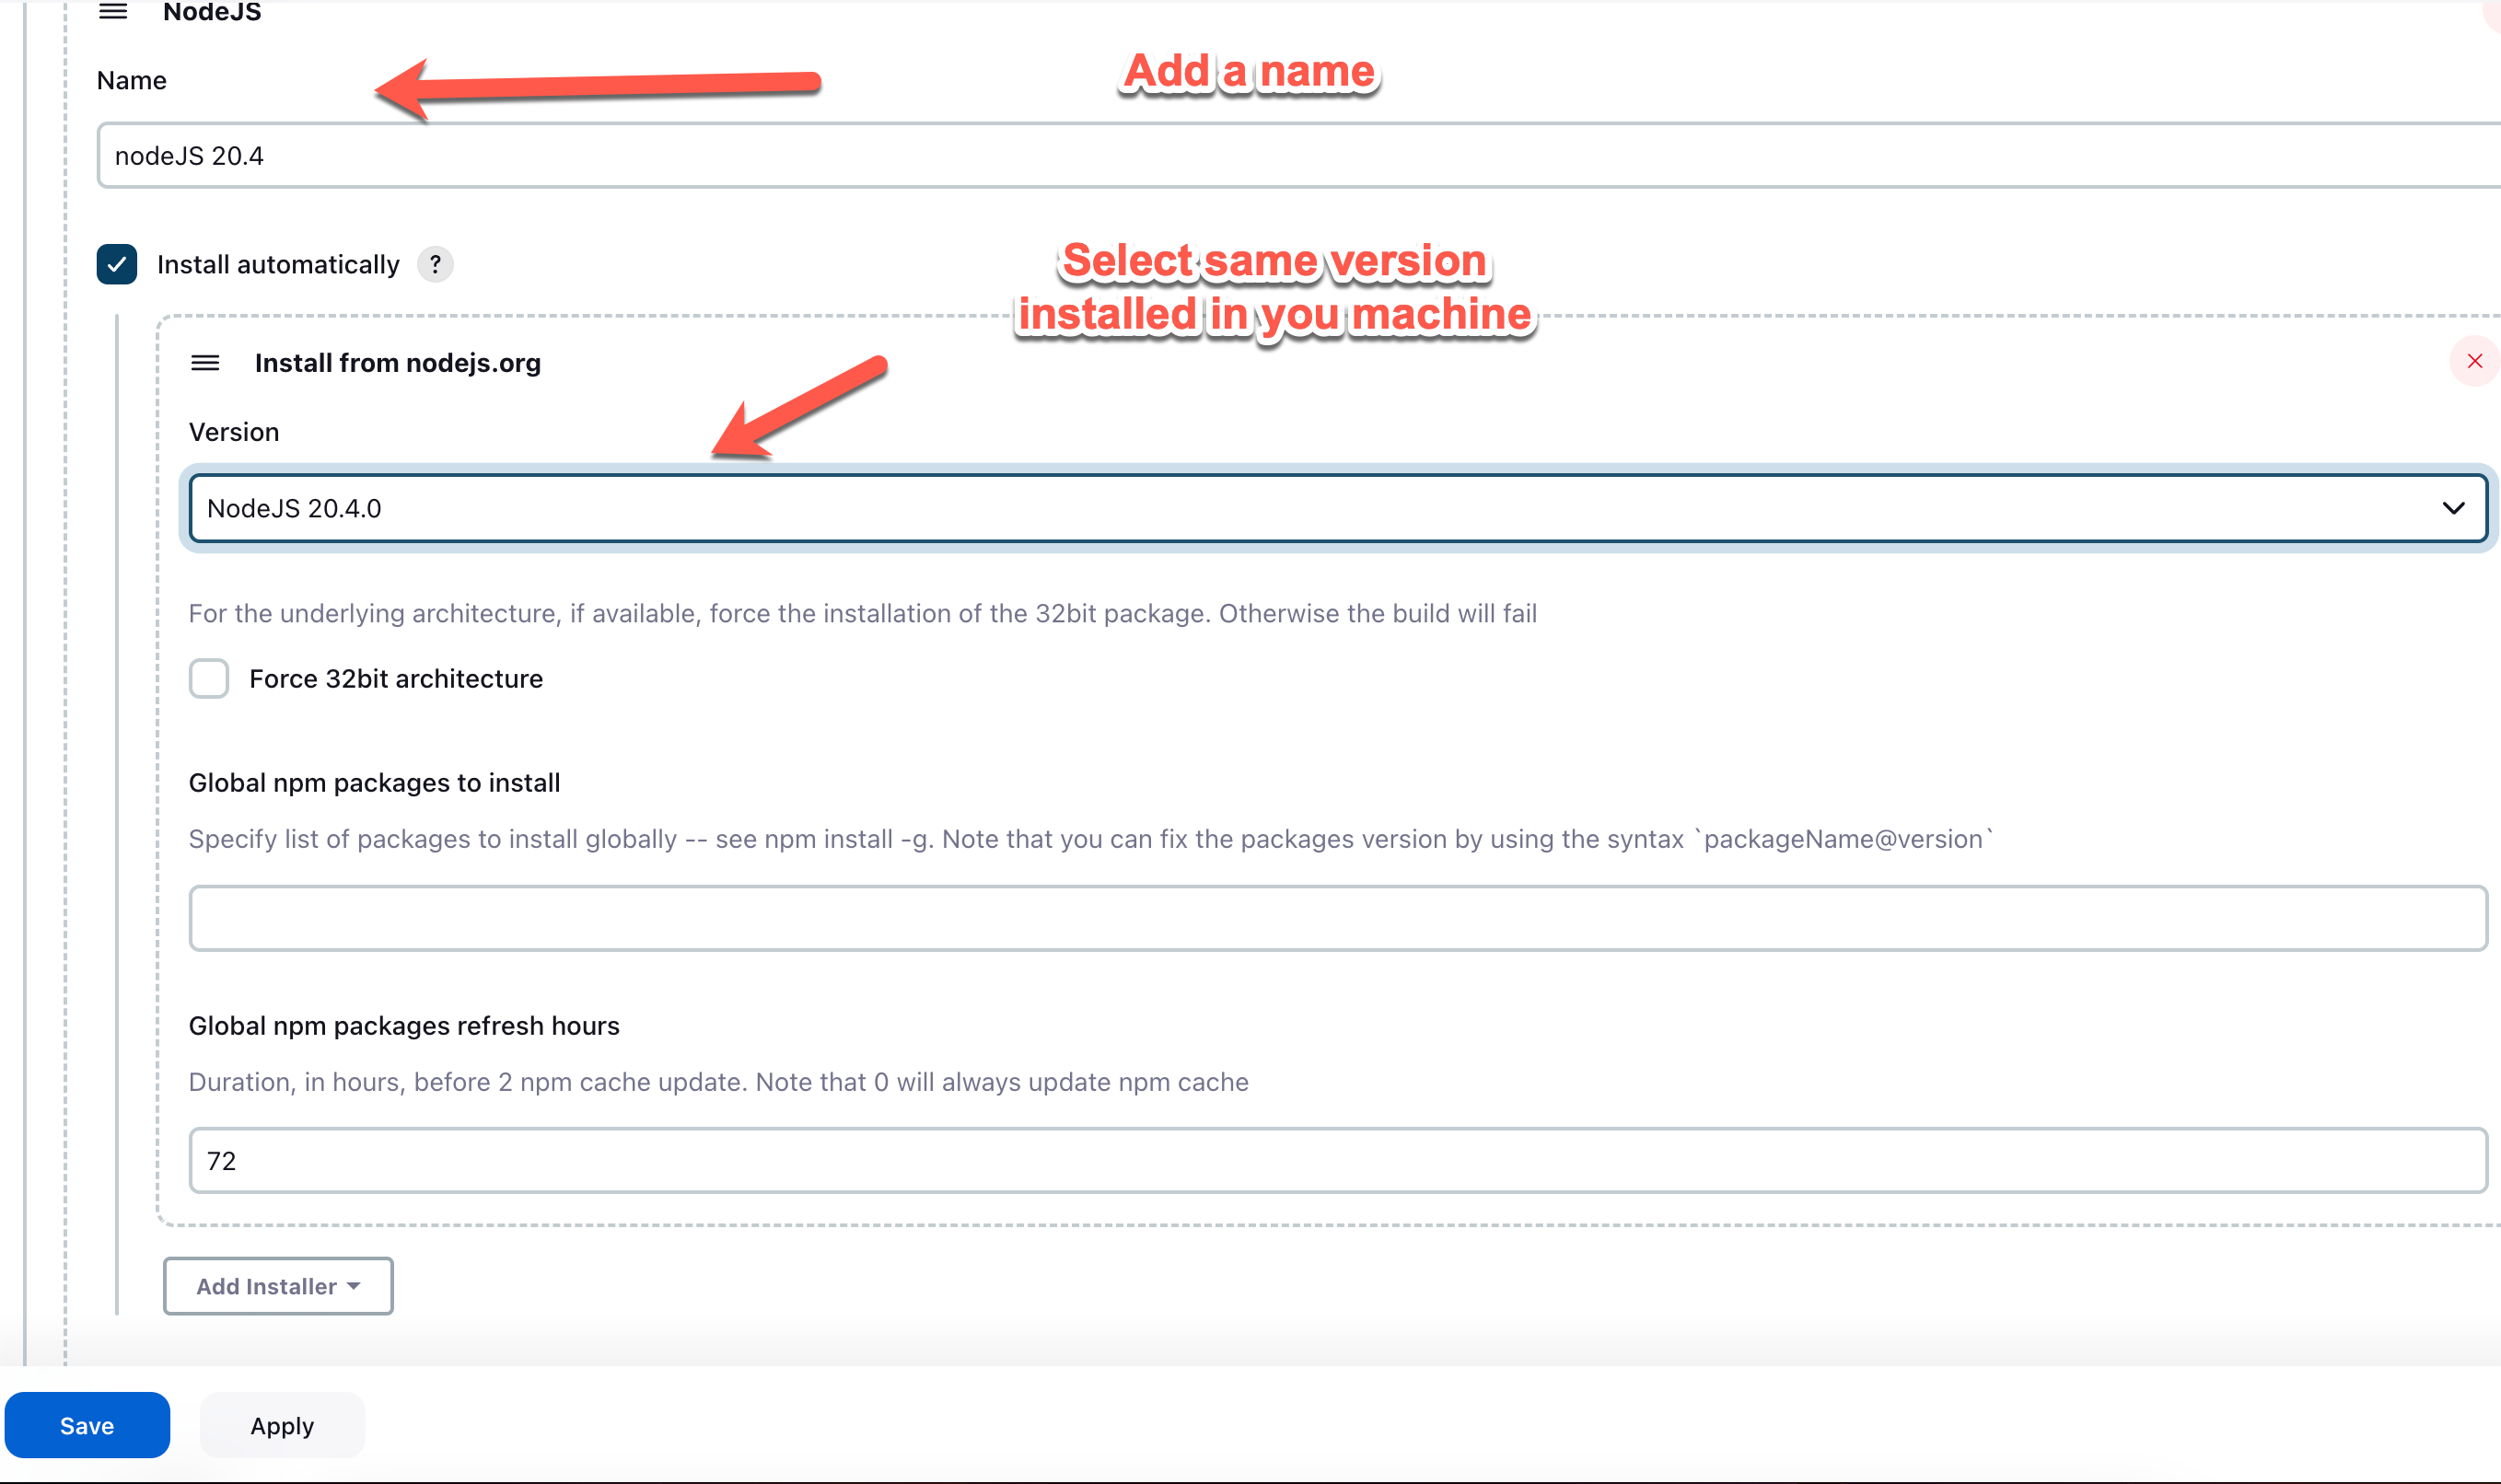 NodeJS
Add a name
Name
nodeJS 20.4
Install automatically ?
Select same version
installed in you machine
Install from nodejs.org
Version
NodeJS 20.4.0
For the underlying architecture, if available, force the installation of the 32bit package. Otherwise the build will fail
Force 32bit architecture
Global npm packages to install
Specify list of packages to install globally -- see npm install -g. Note that you can fix the packages version by using the syntax `packageName@version`
Global npm packages refresh hours
Duration, in hours, before 2 npm cache update. Note that 0 will always update npm cache
72
Add Installer
Save Apply